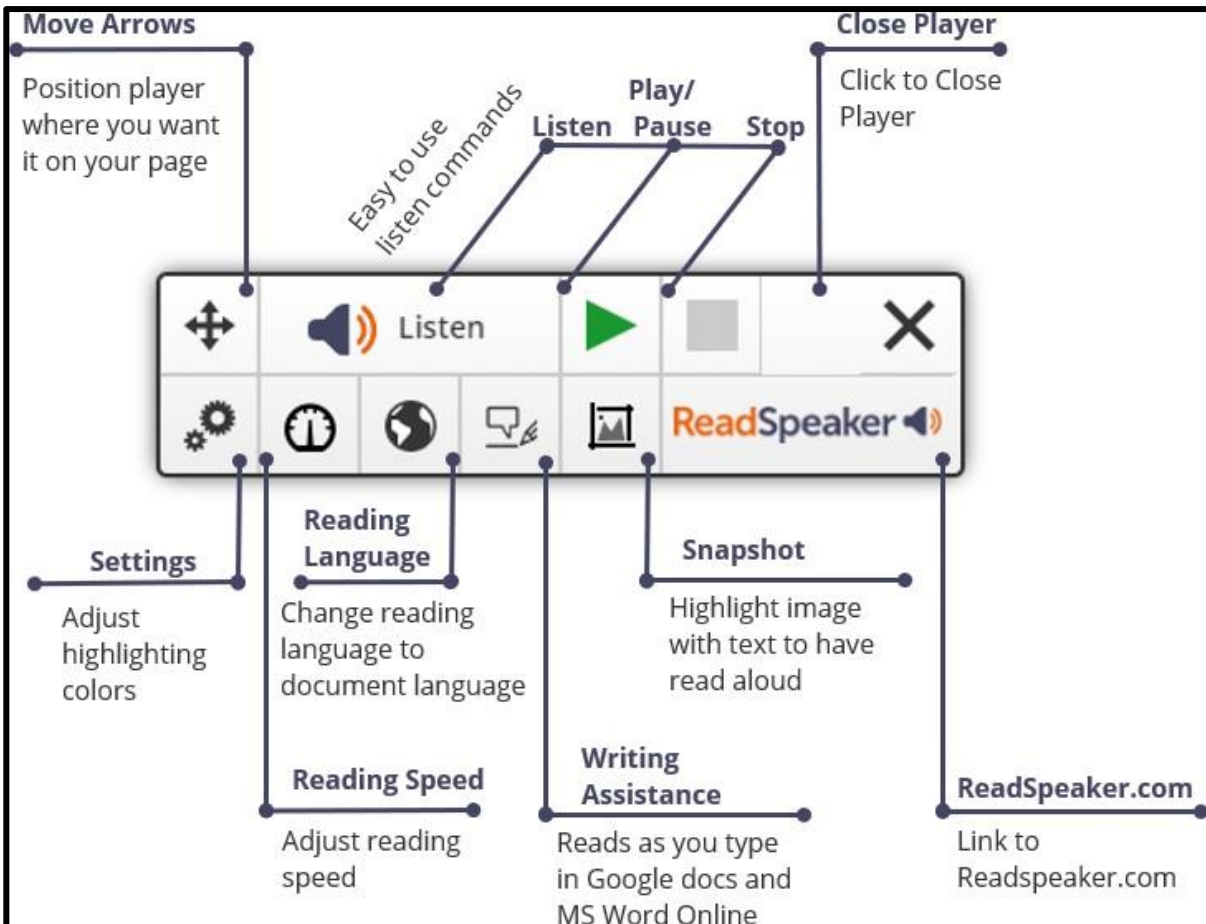 Move Arrows
Position player
where you want
it on your page
Easy to use
listen commands
Listen
Play/
Pause
Stop
Close Player
Click to Close
Player
Listen
ReadSpeaker
Settings
Adjust
highlighting
colors
Reading
Language
Change reading
language to
document language
Snapshot
Highlight image
with text to have
read aloud
Reading Speed
Adjust reading
speed
Writing
Assistance
Reads as you type
in Google docs and
MS Word Online
ReadSpeaker.com
Link to
Readspeaker.com